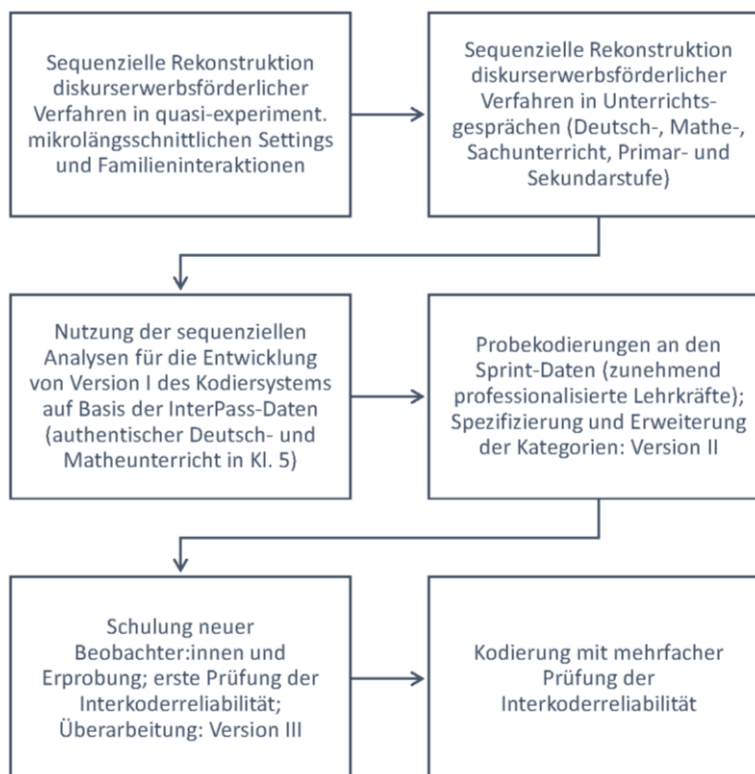 Sequenzielle Rekonstruktion
diskurserwerbsförderlicher
Verfahren in quasi-experiment.
mikrolängsschnittlichen Settings
und Familieninteraktionen
Sequenzielle Rekonstruktion
diskurserwerbsförderlicher
Verfahren in Unterrichts-
gesprächen (Deutsch-, Mathe-,
Sachunterricht, Primar- und
Sekundarstufe)
Nutzung der sequenziellen
Analysen für die Entwicklung
von Version I des Kodiersystems
auf Basis der InterPass-Daten
(authentischer Deutsch- und
Matheunterricht in Kl. 5)
Probekodierungen an den
Sprint-Daten (zunehmend
professionalisierte Lehrkräfte);
Spezifizierung und Erweiterung
der Kategorien: Version II
Schulung neuer
Beobachter:innen und
Erprobung; erste Prüfung der
Interkoderreliabilität;
Überarbeitung: Version III
Kodierung mit mehrfacher
Prüfung der
Interkoderreliabilität